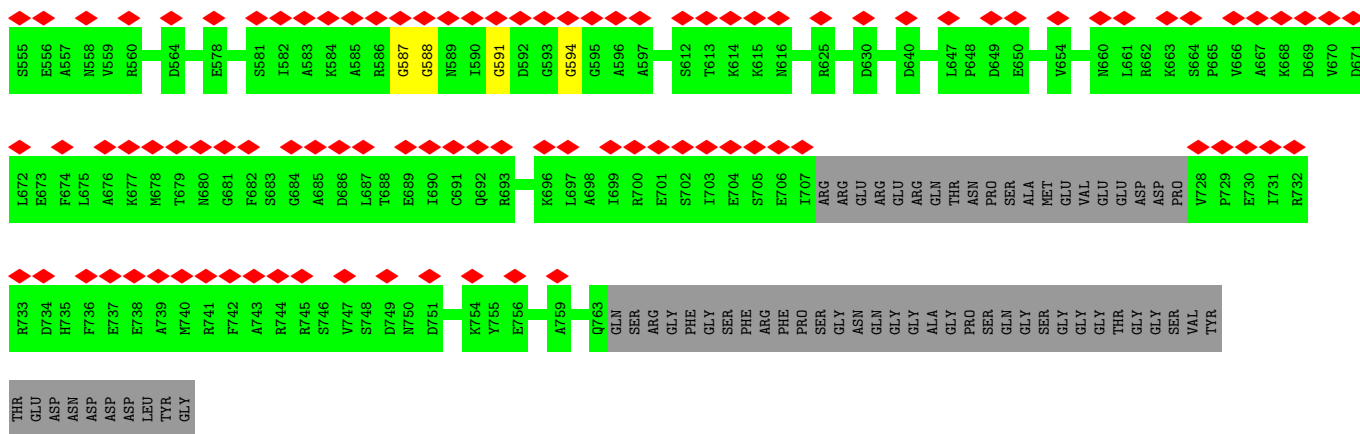 S555 E556 A557 N558 V559 R560 D564 E578 S581 I582 A583 K584 A585 R586 G587 G588 N589 I590 G591 D592 G593 G594 G595 A596 A597 S612 T613 K614 K615 N616 R625 D630 D640 L647 P648 D649 E650 V654 N660 L661 R662 K663 S664 P665 V666 A667 K668 D669 V670 D671
L672 E673 F674 L675 A676 K677 M678 T679 N680 G681 F682 S683 G684 A685 D686 L687 T688 E689 I690 C691 Q692 R693 K696 L697 A698 I699 R700 E701 S702 I703 E704 S705 E706 I707 ARG ARG GLU ARG GLU ARG GLN THR ASN PRO SER ALA MET GLU VAL GLU GLU ASP ASP PRO V728 P729 E730 I731 R732
R733 D734 H735 F736 E737 E738 A739 M740 R741 F742 A743 R744 R745 S746 V747 S748 D749 N750 D751 K754 Y755 E756 A759 Q763 GLN SER ARG GLY PHE GLY SER PHE ARG PHE PRO SER GLY ASN GLN GLY GLY ALA GLY PRO SER GLN GLY SER GLY GLY GLY THR GLY GLY SER VAL TYR
THR GLU ASP ASN ASP ASP ASP LEU TYR GLY